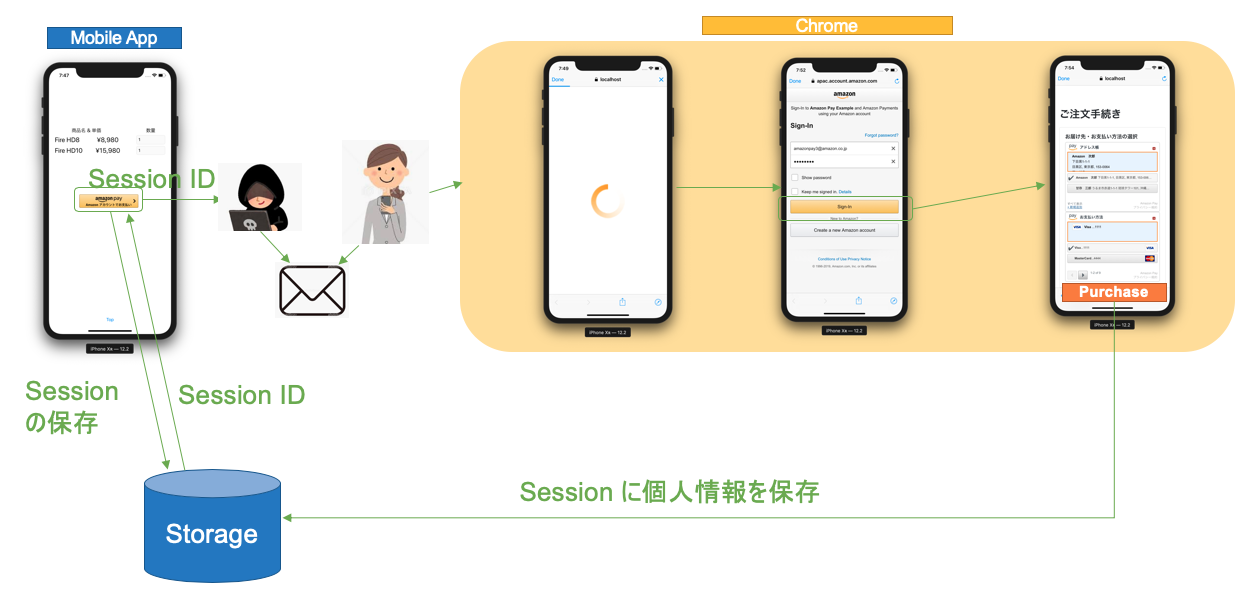 Mobile App
Chrome
7:47
商品名 & 単価
数量
Fire HD8
¥8,980
1
Fire HD10
¥15,980
1
Session ID
amazon pay
Amazon アカウントでお支払い
Top
iPhone Xs — 12.2
7:49
Done
localhost
iPhone Xs — 12.2
7:52
Done
apac.account.amazon.com
amazon
Sign-in to Amazon Pay Example and Amazon Payments
using your Amazon account
Sign-In
Forgot password?
amazonpay3@amazon.co.jp
Show password
Keep me signed in. Details
Sign-In
New to Amazon?
Create a new Amazon account
Conditions of Use Privacy Notice
iPhone Xs — 12.2
7:54
Done
localhost
ご注文手続き
お届け先・お支払い方法の選択
アドレス帳
お支払い方法
VISA Visa
Visa
VISA
MasterCard
Purchase
iPhone Xs — 12.2
Session
の保存
Session ID
Session に個人情報を保存
Storage